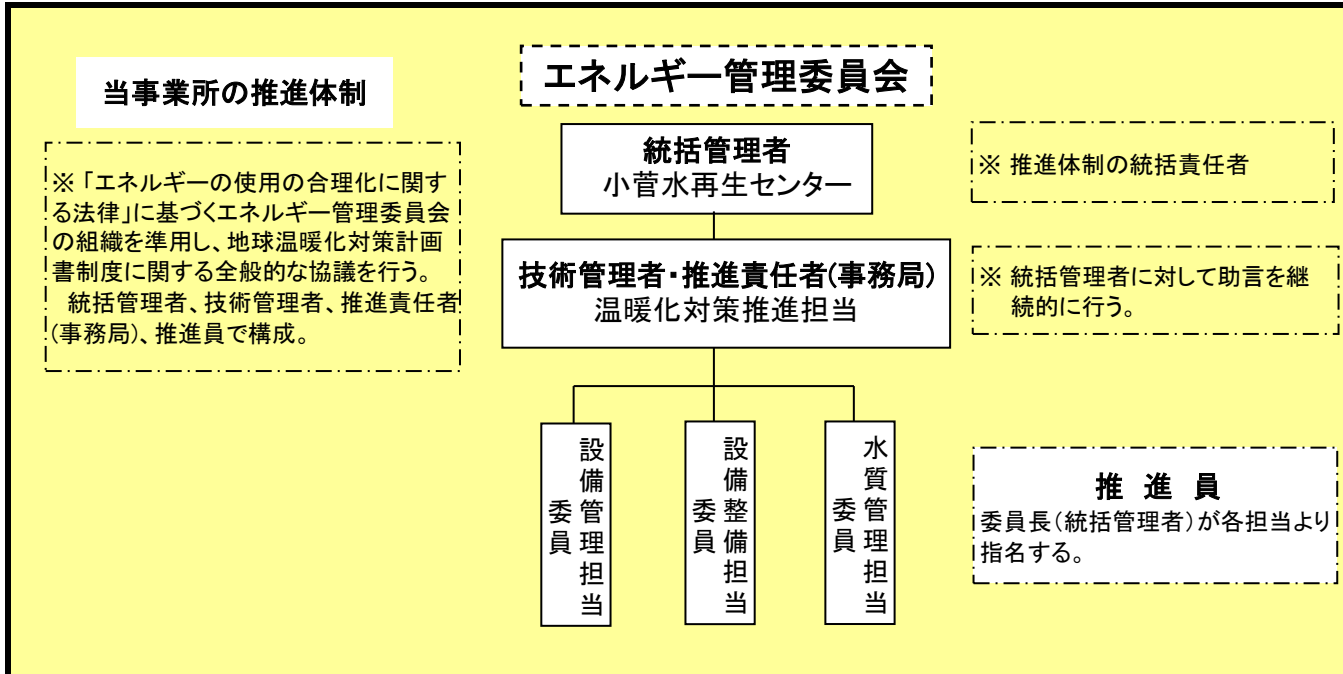 当事業所の推進体制
※「エネルギーの使用の合理化に関す
る法律」に基づくエネルギー管理委員会
の組織を準用し、地球温暖化対策計画
書制度に関する全般的な協議を行う。
統括管理者、技術管理者、推進責任者
(事務局)、推進員で構成。
エネルギー管理委員会
統括管理者
小菅水再生センター
※ 推進体制の統括責任者
技術管理者・推進責任者(事務局)
温暖化対策推進担当
※ 統括管理者に対して助言を継
続的に行う。
設備管理担当
委員
設備整備担当
委員
水質管理担当
委員
推 進 員
委員長(統括管理者)が各担当より
指名する。